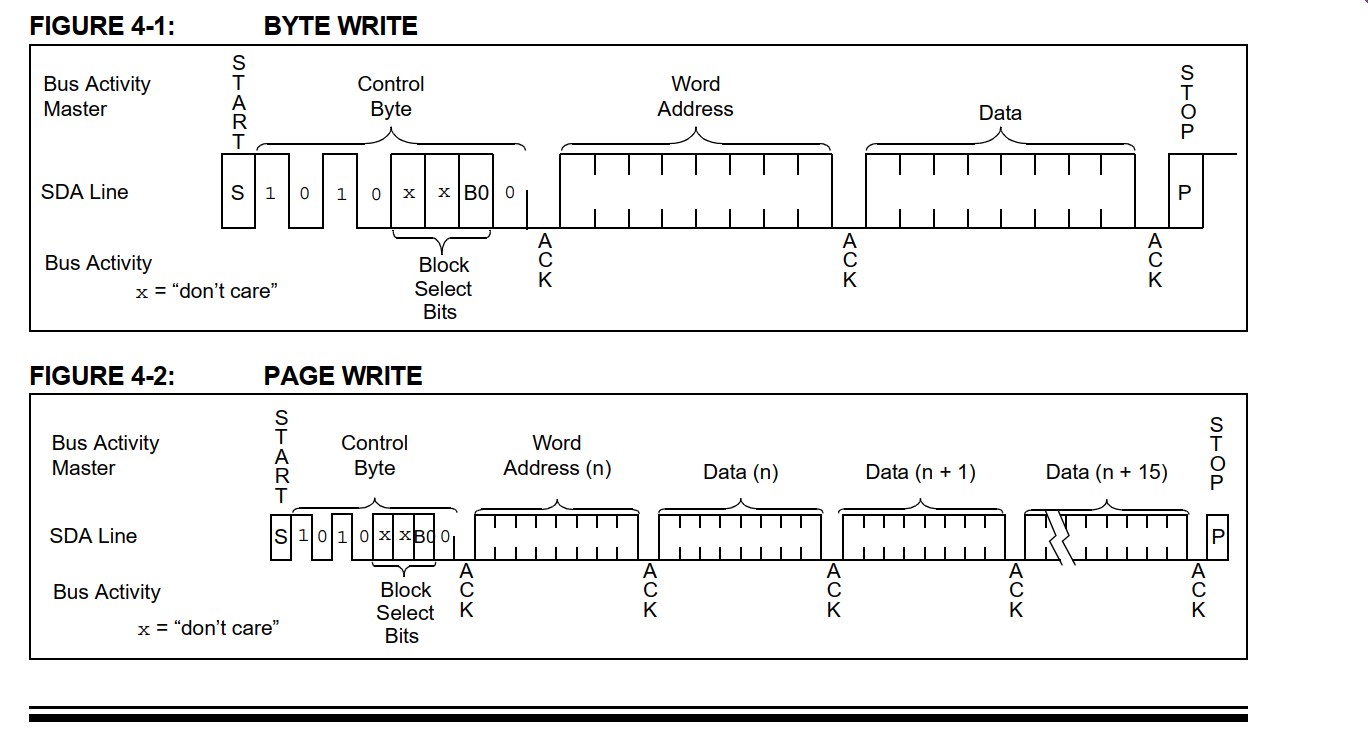 FIGURE 4-1: BYTE WRITE
Bus Activity
Master
START
Control
Byte
Word
Address
Data
STOP
SDA Line
S 1 0 1 0 x x B0 0
P
Bus Activity
ACK
ACK
ACK
Block
Select
Bits
x = “don’t care”
FIGURE 4-2: PAGE WRITE
Bus Activity
Master
START
Control
Byte
Word
Address (n)
Data (n)
Data (n + 1)
Data (n + 15)
STOP
SDA Line
S 1 0 1 0 x x B0 0
P
Bus Activity
ACK
ACK
ACK
ACK
ACK
Block
Select
Bits
x = “don’t care”